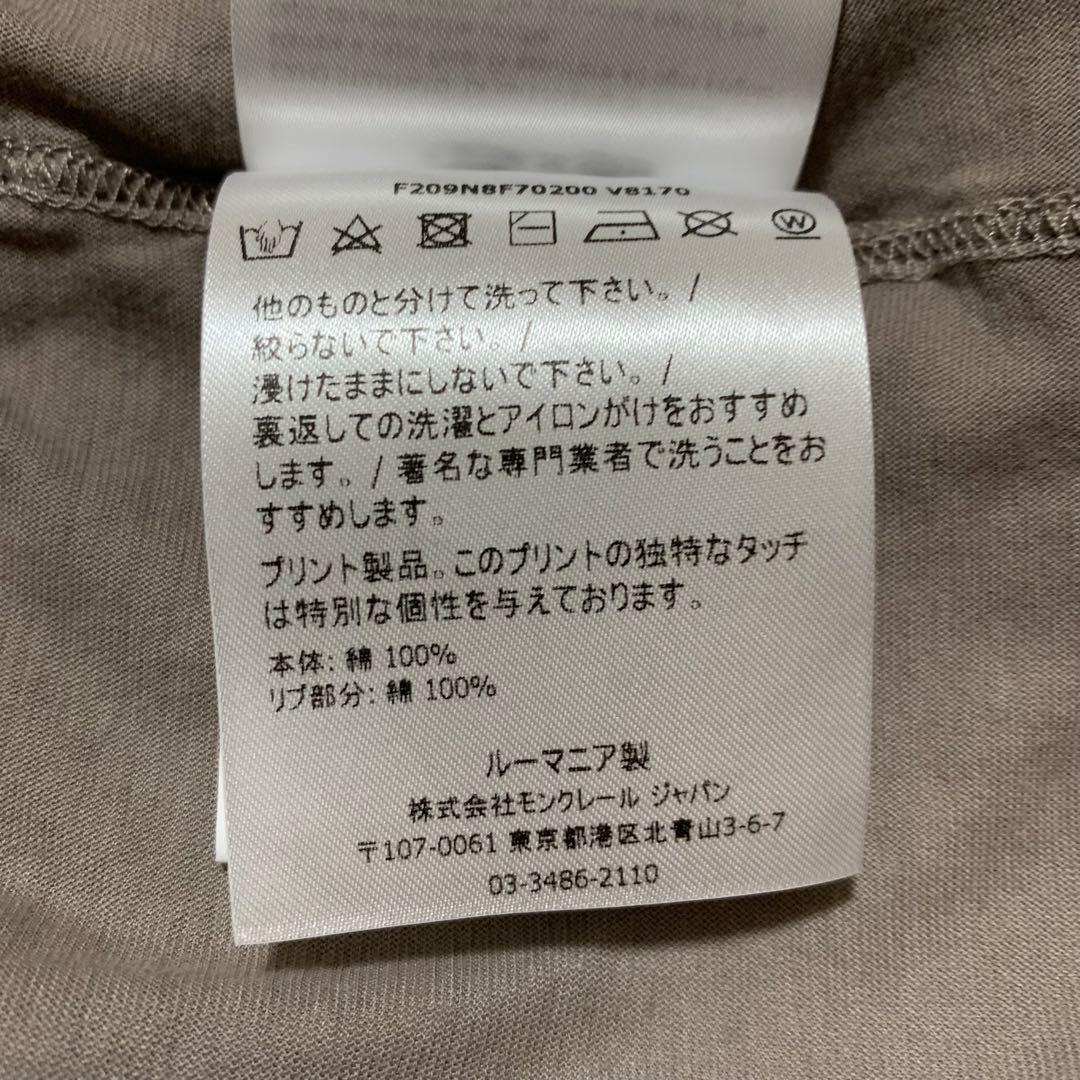 F209N8F70200 V8170
W
他のものと分けて洗って下さい。/
絞らないで下さい。/
浸けたままにしないで下さい。/
裏返しての洗濯とアイロンがけをおすすめ
します。/ 著名な専門業者で洗うことをお
すすめします。
プリント製品。このプリントの独特なタッチ
は特別な個性を与えております。
本体: 綿 100%
リブ部分: 綿 100%
ルーマニア製
株式会社モンクレール ジャパン
〒107-0061 東京都港区北青山3-6-7
03-3486-2110